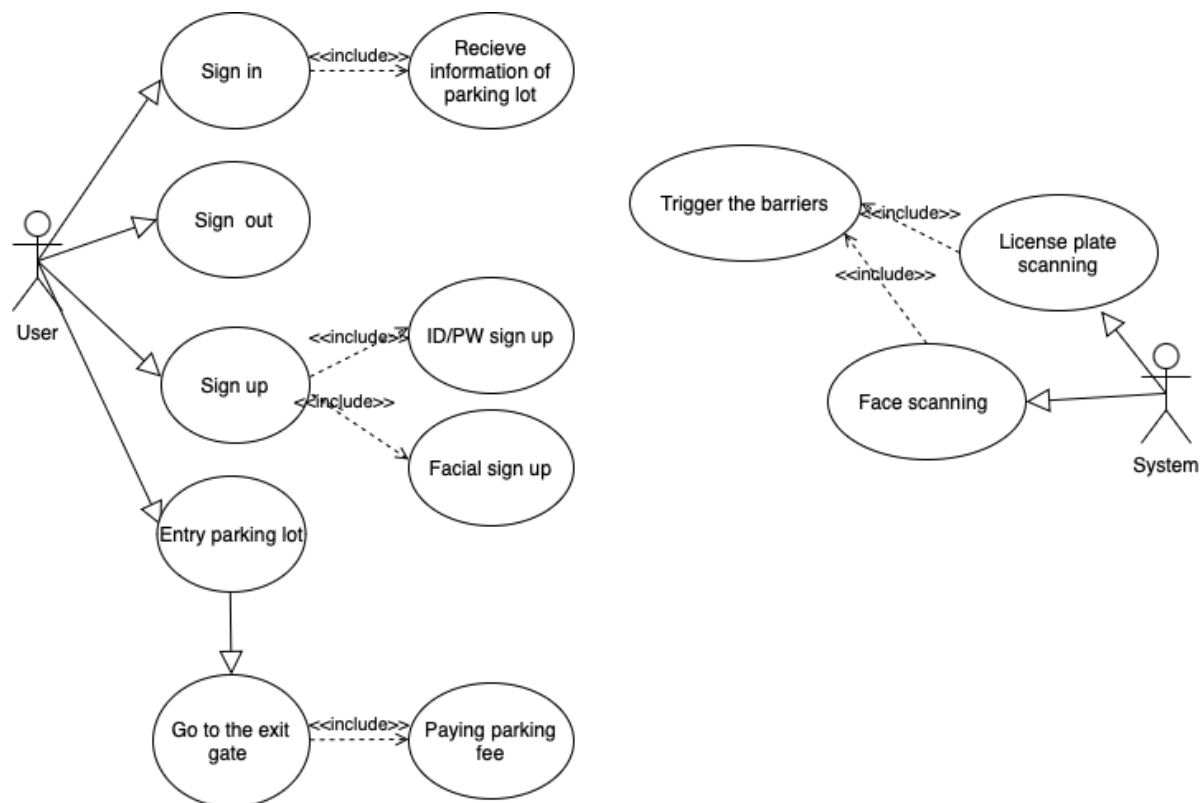 Sign in
<<include>>
Recieve
information of
parking lot
Sign out
User
Sign up
<<include>>
ID/PW sign up
<<include>>
Facial sign up
Entry parking lot
Go to the exit
gate
<<include>>
Paying parking
fee
Trigger the barriers
<<include>>
License plate
scanning
<<include>>
Face scanning
System